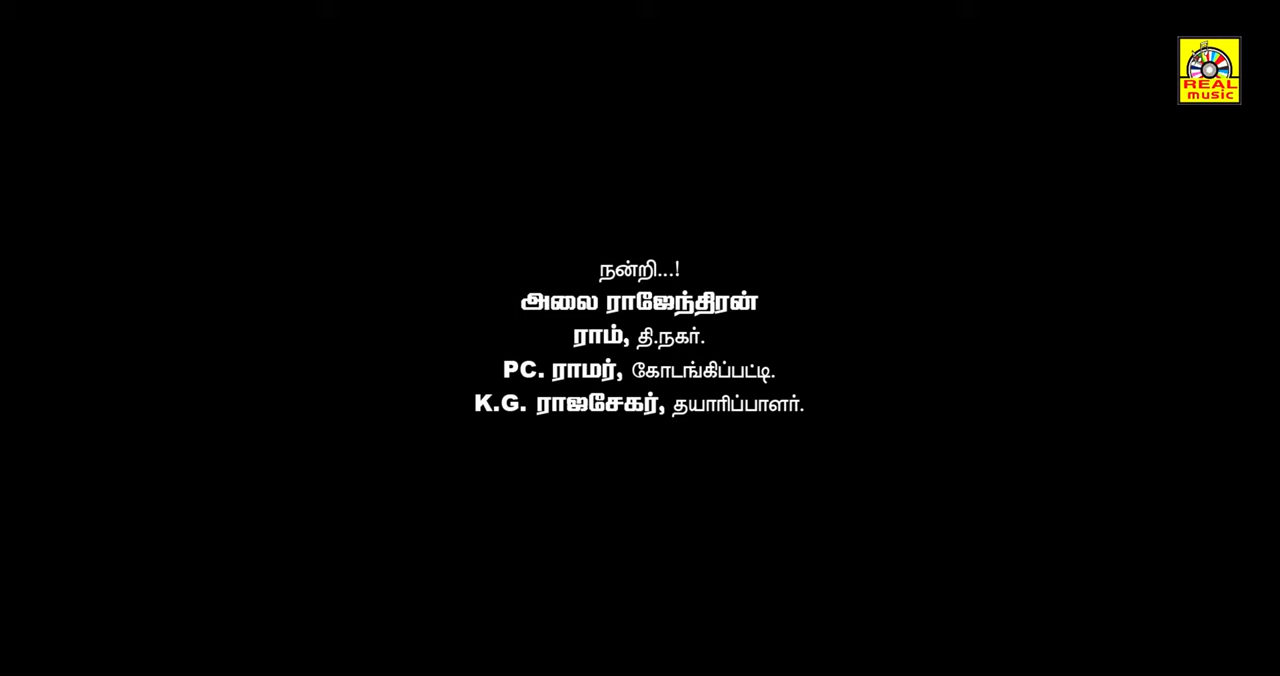 REAL
music
நன்றி...!
அலை ராஜேந்திரன்
ராம், தி.நகர்.
PC. ராமர், கோடங்கிப்பட்டி.
K.G. ராஜசேகர், தயாரிப்பாளர்.